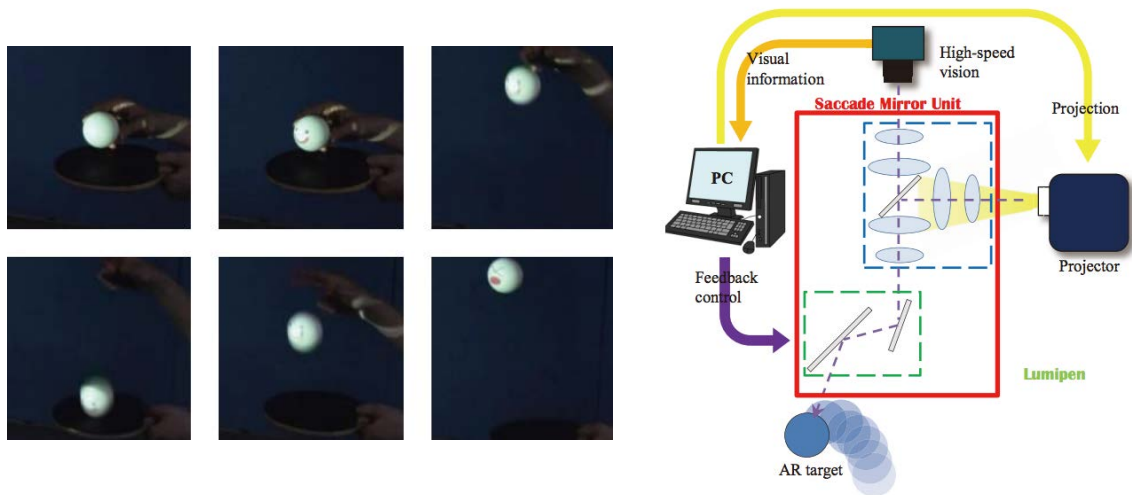 Visual
information
High-speed
vision
Saccade Mirror Unit
Projection
PC
Projector
Feedback
control
Lumipen
AR target